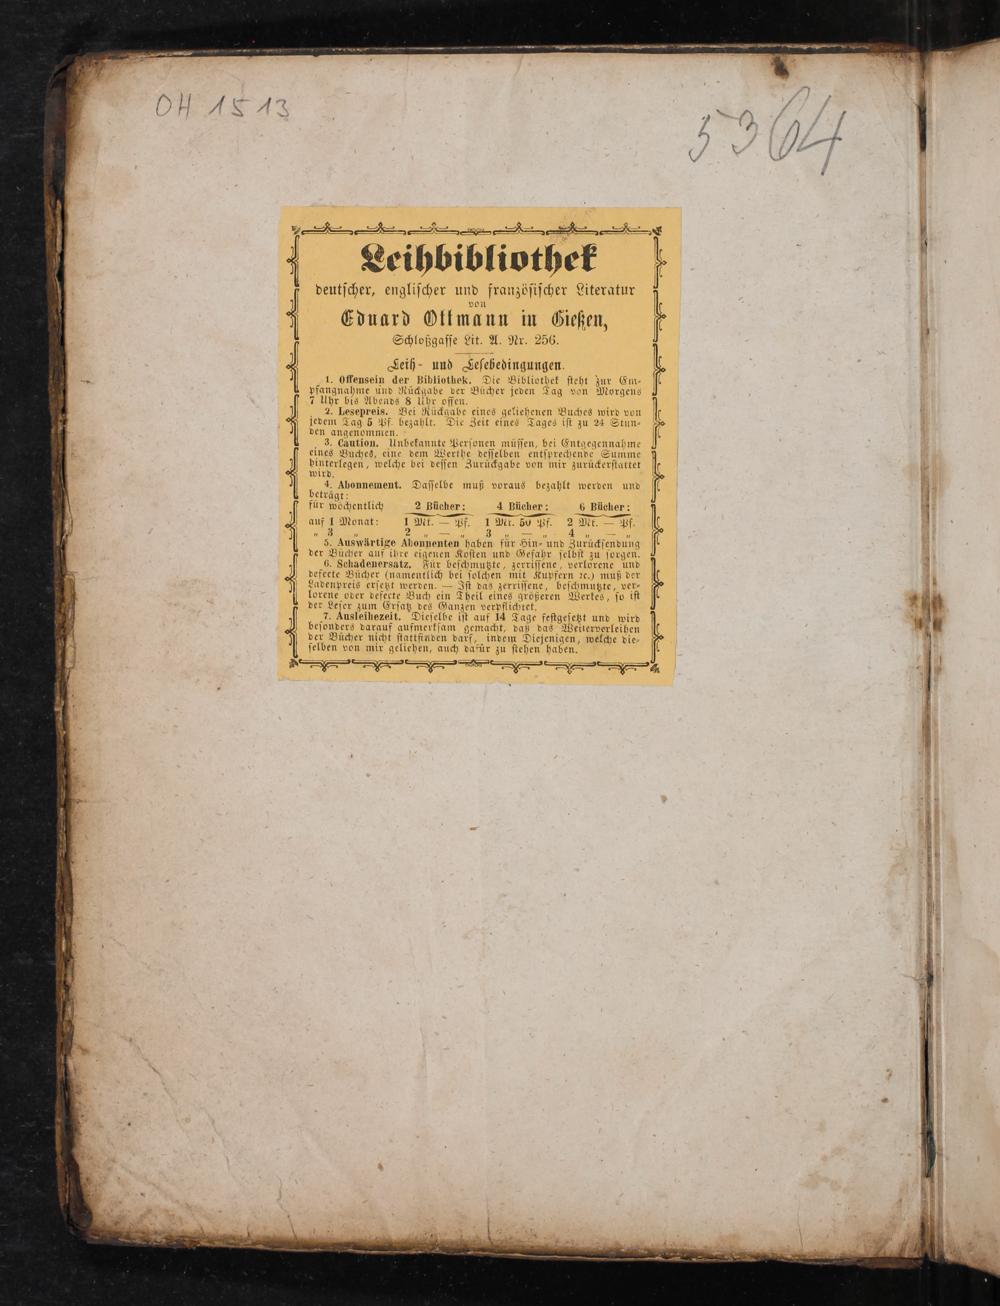 OH 1513
5364
Leihbibliothek
deutscher, englischer und französischer Literatur
von
Eduard Ottmann in Gießen,
Schloßgasse Lit. A. Nr. 256.
Leih- und Lesebedingungen.
1. Offensein der Bibliothek. Die Bibliothek steht zur Em-
pfangnahme und Rückgabe der Bücher jeden Tag von Morgens
7 Uhr bis Abends 8 Uhr offen.
2. Lesepreis. Bei Rückgabe eines geliehenen Buches wird von
jedem Tag 5 Pf. bezahlt. Die Zeit eines Tages ist zu 24 Stun-
den angenommen.
3. Caution. Unbekannte Personen müssen, bei Entgegennahme
eines Buches, eine dem Werthe desselben entsprechende Summe
hinterlegen, welche bei dessen Zurückgabe von mir zurückerstattet
wird.
4. Abonnement. Dasselbe muß voraus bezahlt werden und
beträgt:
für wöchentlich 2 Bücher: 4 Bücher: 6 Bücher:
auf 1 Monat: 1 Mk. — Pf. 1 Mk. 50 Pf. 2 Mk. — Pf.
„ 3 „ 2 „ — „ 3 „ — „ 4 „ — „
5. Auswärtige Abonnenten haben für Hin- und Zurücksendung
der Bücher auf ihre eigenen Kosten und Gefahr selbst zu sorgen.
6. Schadenersatz. Für beschmutzte, zerrissene, verlorene und
defecte Bücher (namentlich bei solchen mit Kupfern ꝛc.) muß der
Ladenpreis ersetzt werden. — Ist das zerrissene, beschmutzte, ver-
lorene oder defecte Buch ein Theil eines größeren Wertes, so ist
der Leser zum Ersatz des Ganzen verpflichtet.
7. Ausleihezeit. Dieselbe ist auf 14 Tage festgesetzt und wird
besonders darauf aufmerksam gemacht, daß das Weiterverleihen
der Bücher nicht stattfinden darf, indem Diejenigen, welche die-
selben von mir geliehen, auch dafür zu stehen haben.